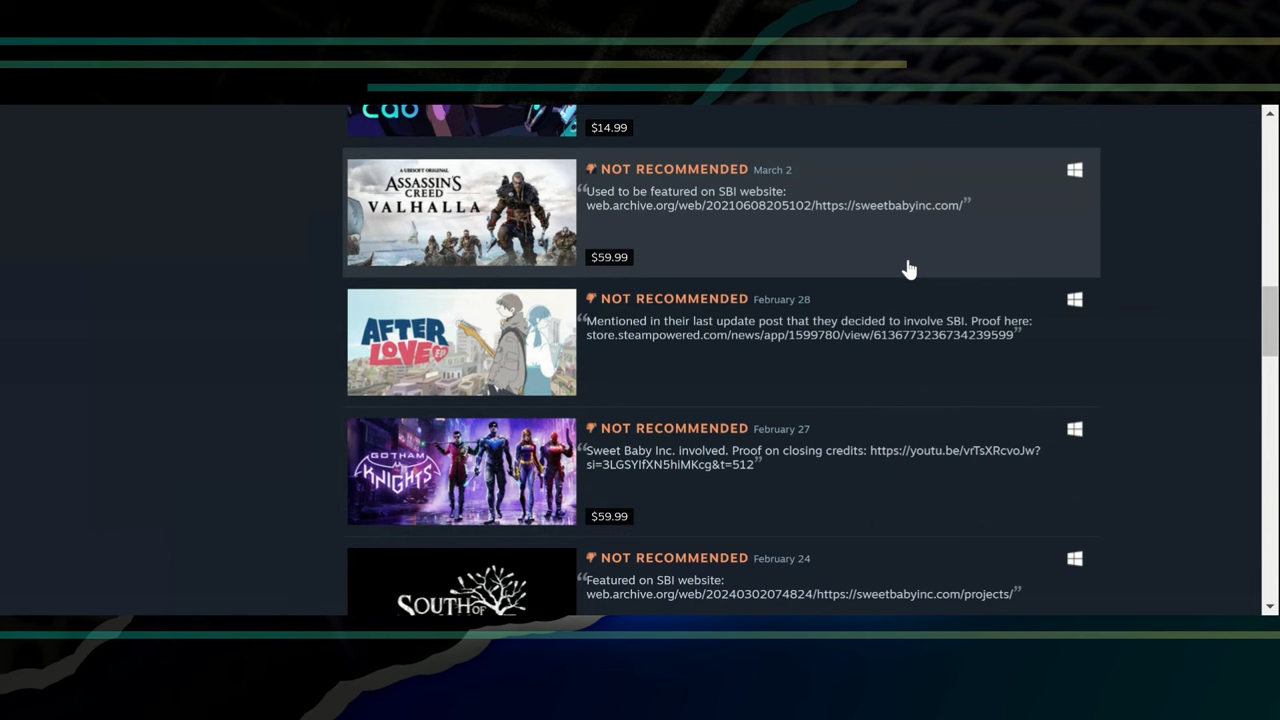 Cab
$14.99
A UBISOFT ORIGINAL
ASSASSIN'S
CREED
VALHALLA
NOT RECOMMENDED March 2
“Used to be featured on SBI website:
web.archive.org/web/20210608205102/https://sweetbabyinc.com/”
$59.99
AFTER
LOVE EP
NOT RECOMMENDED February 28
“Mentioned in their last update post that they decided to involve SBI. Proof here:
store.steampowered.com/news/app/1599780/view/6136773236734239599”
GOTHAM
KNIGHTS
NOT RECOMMENDED February 27
“Sweet Baby Inc. involved. Proof on closing credits: https://youtu.be/vrTsXRcvoJw?
si=3LGSYIfXN5hiMKcg&t=512”
$59.99
SOUTH OF
NOT RECOMMENDED February 24
“Featured on SBI website:
web.archive.org/web/20240302074824/https://sweetbabyinc.com/projects/”